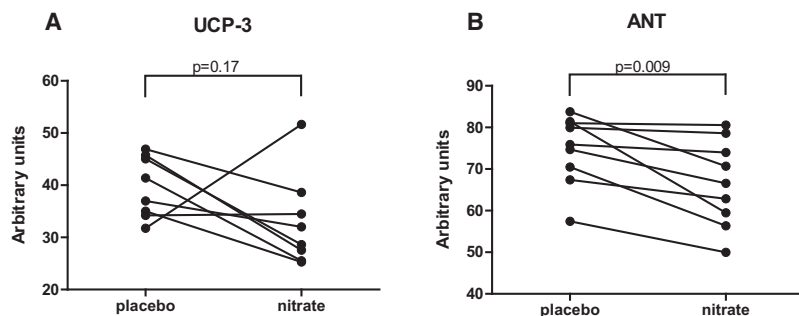 A
UCP-3
p=0.17
60
50
40
30
20
Arbitrary units
placebo
nitrate
B
ANT
p=0.009
90
80
70
60
50
40
Arbitrary units
placebo
nitrate